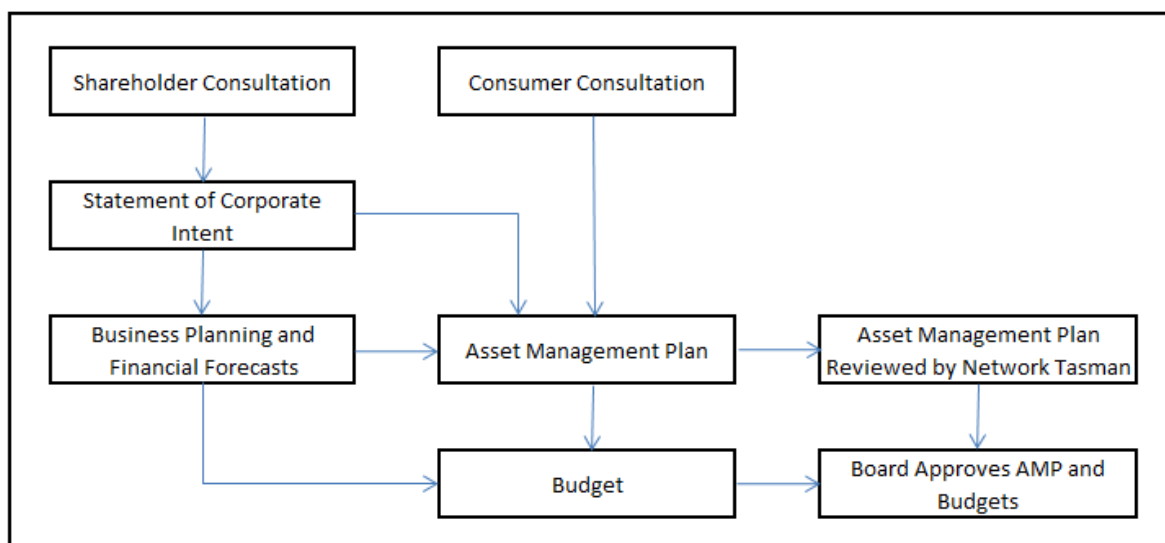 Shareholder Consultation
Consumer Consultation
Statement of Corporate
Intent
Business Planning and
Financial Forecasts
Asset Management Plan
Asset Management Plan
Reviewed by Network Tasman
Budget
Board Approves AMP and
Budgets